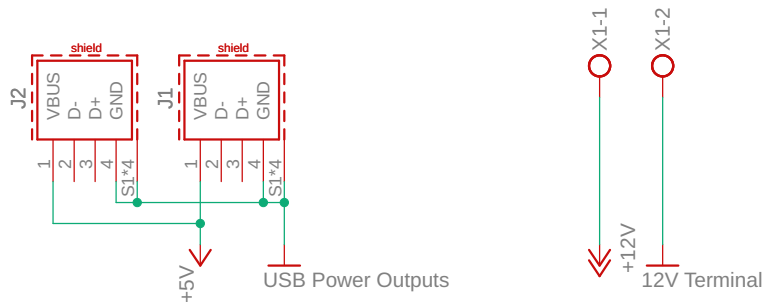 shield
shield
X1-1
X1-2
J2
VBUS
D-
D+
GND
J1
VBUS
D-
D+
GND
1
2
3
4
S1*4
1
2
3
4
S1*4
+5V
USB Power Outputs
+12V
12V Terminal